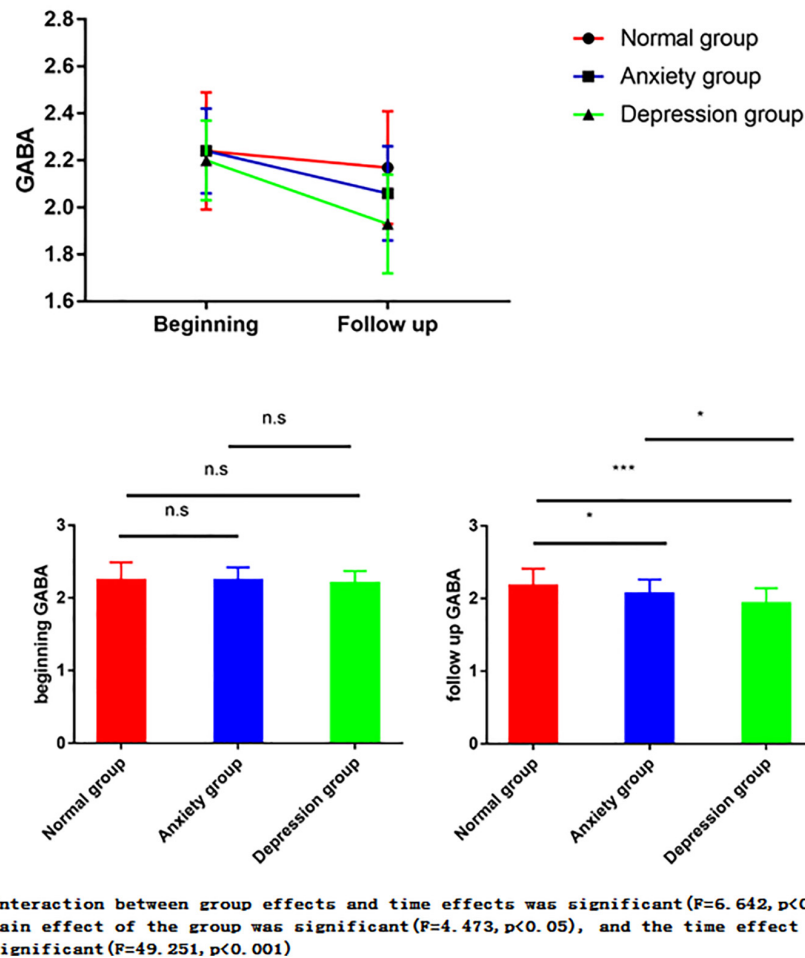 2.8
2.6
2.4
2.2
2.0
1.8
1.6
GABA
Beginning
Follow up
Normal group
Anxiety group
Depression group
n.s
n.s
n.s
3
2
1
0
beginning GABA
Normal group
Anxiety group
Depression group
*
***
*
3
2
1
0
follow up GABA
Normal group
Anxiety group
Depression group
nteraction between group effects and time effects was significant(F=6.642,p<0
ain effect of the group was significant(F=4.473,p<0.05), and the time effect
ignificant(F=49.251,p<0.001)